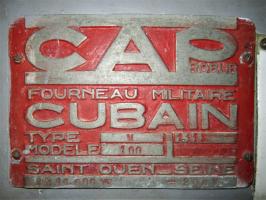 CAP
FOURNEAU MILITAIRE
CUBAIN
TYPE M
MODELE 100
SAINT OUEN SEINE